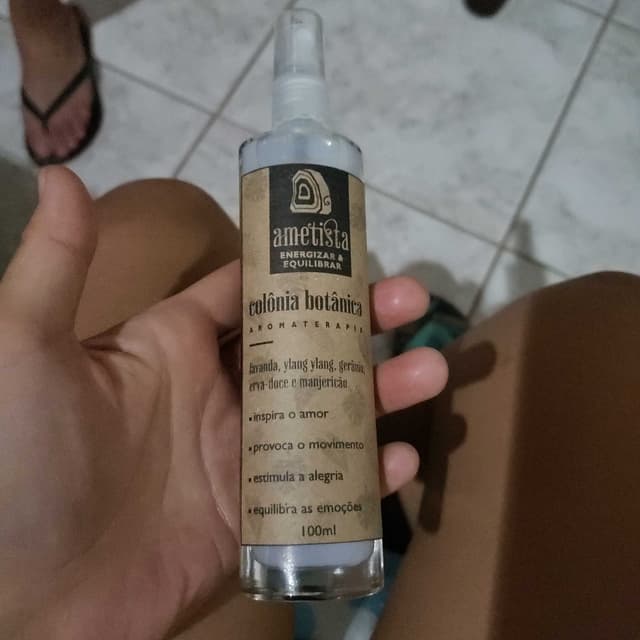 ametista
ENERGIZAR &
EQUILIBRAR
colônia botânica
AROMATERAPIA
lavanda, ylang ylang, gerânio,
erva-doce e manjericão
• inspira o amor
• provoca o movimento
• estimula a alegria
• equilibra as emoções
100ml